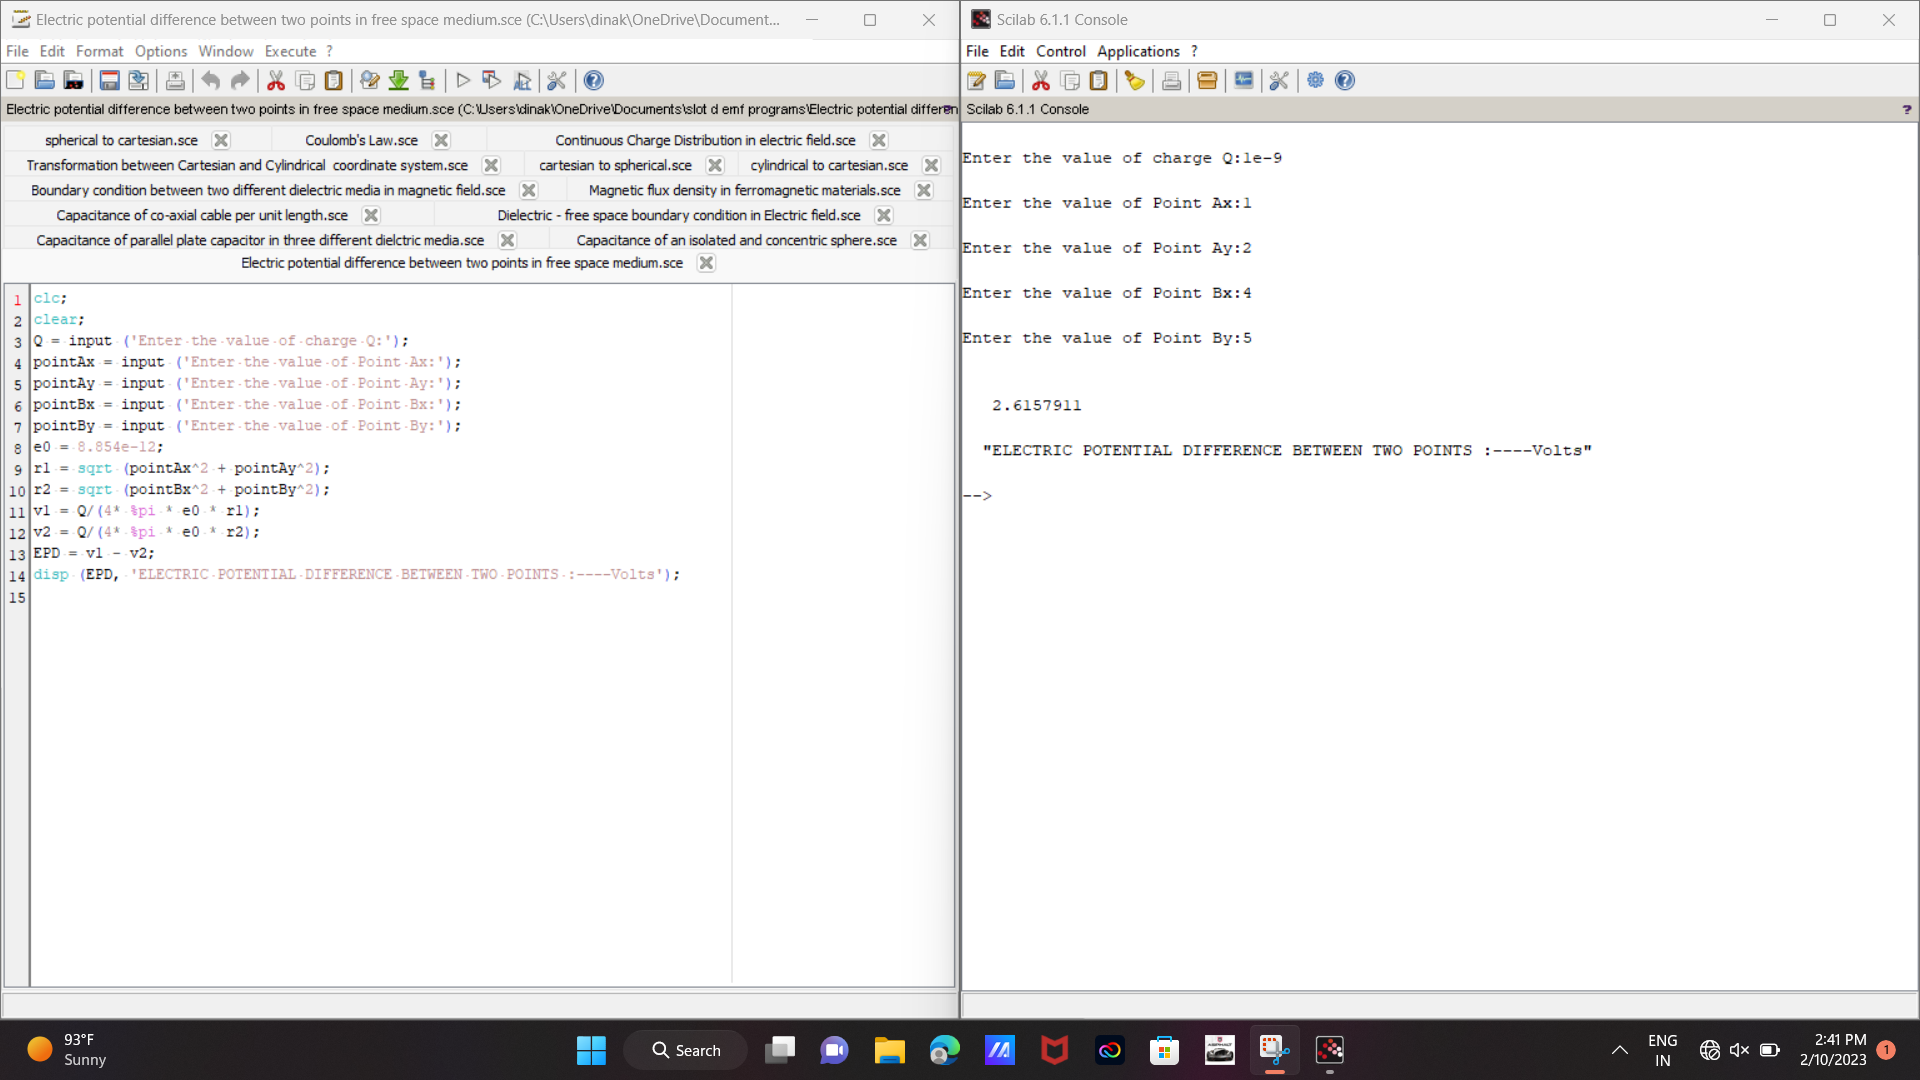 Electric potential difference between two points in free space medium.sce (C:\Users\dinak\OneDrive\Document...
File Edit Format Options Window Execute ?
Electric potential difference between two points in free space medium.sce (C:\Users\dinak\OneDrive\Documents\slot d emf programs\Electric potential differen
spherical to cartesian.sce Coulomb's Law.sce Continuous Charge Distribution in electric field.sce
Transformation between Cartesian and Cylindrical coordinate system.sce cartesian to spherical.sce cylindrical to cartesian.sce
Boundary condition between two different dielectric media in magnetic field.sce Magnetic flux density in ferromagnetic materials.sce
Capacitance of co-axial cable per unit length.sce Dielectric - free space boundary condition in Electric field.sce
Capacitance of parallel plate capacitor in three different dielctric media.sce Capacitance of an isolated and concentric sphere.sce
Electric potential difference between two points in free space medium.sce
1 clc;
2 clear;
3 Q = input ('Enter the value of charge Q:');
4 pointAx = input ('Enter the value of Point Ax:');
5 pointAy = input ('Enter the value of Point Ay:');
6 pointBx = input ('Enter the value of Point Bx:');
7 pointBy = input ('Enter the value of Point By:');
8 e0 = 8.854e-12;
9 r1 = sqrt (pointAx^2 + pointAy^2);
10 r2 = sqrt (pointBx^2 + pointBy^2);
11 v1 = Q/(4* %pi * e0 * r1);
12 v2 = Q/(4* %pi * e0 * r2);
13 EPD = v1 - v2;
14 disp (EPD, 'ELECTRIC POTENTIAL DIFFERENCE BETWEEN TWO POINTS :----Volts');
15
Scilab 6.1.1 Console
File Edit Control Applications ?
Scilab 6.1.1 Console ?
Enter the value of charge Q:1e-9
Enter the value of Point Ax:1
Enter the value of Point Ay:2
Enter the value of Point Bx:4
Enter the value of Point By:5
2.6157911
"ELECTRIC POTENTIAL DIFFERENCE BETWEEN TWO POINTS :----Volts"
-->
93°F
Sunny
Search
ENG
IN
2:41 PM
2/10/2023
1